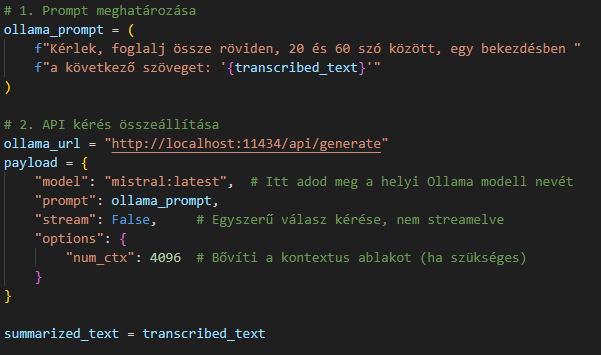 # 1. Prompt meghatározása
ollama_prompt = (
    f"Kérlek, foglalj össze röviden, 20 és 60 szó között, egy bekezdésben "
    f"a következő szöveget: '{transcribed_text}'"
)

# 2. API kérés összeállítása
ollama_url = "http://localhost:11434/api/generate"
payload = {
    "model": "mistral:latest",  # Itt adod meg a helyi Ollama modell nevét
    "prompt": ollama_prompt,
    "stream": False,     # Egyszerű válasz kérése, nem streamelve
    "options": {
        "num_ctx": 4096  # Bővíti a kontextus ablakot (ha szükséges)
    }
}

summarized_text = transcribed_text